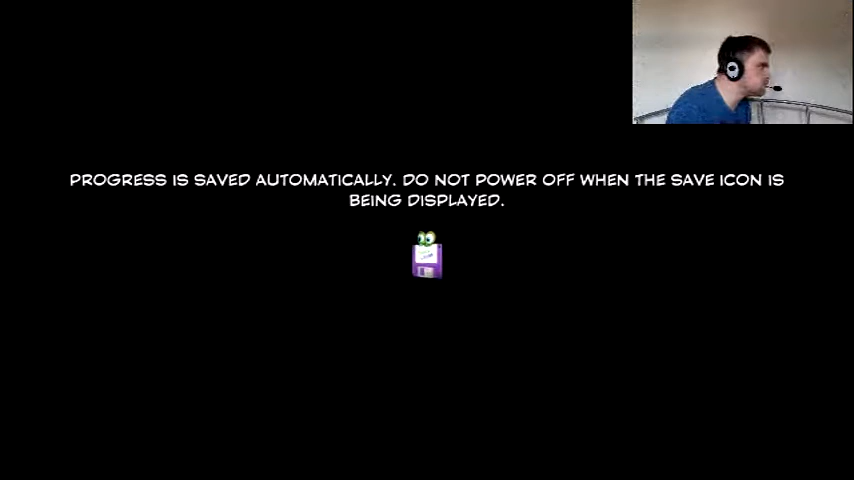 PROGRESS IS SAVED AUTOMATICALLY. DO NOT POWER OFF WHEN THE SAVE ICON IS
BEING DISPLAYED.